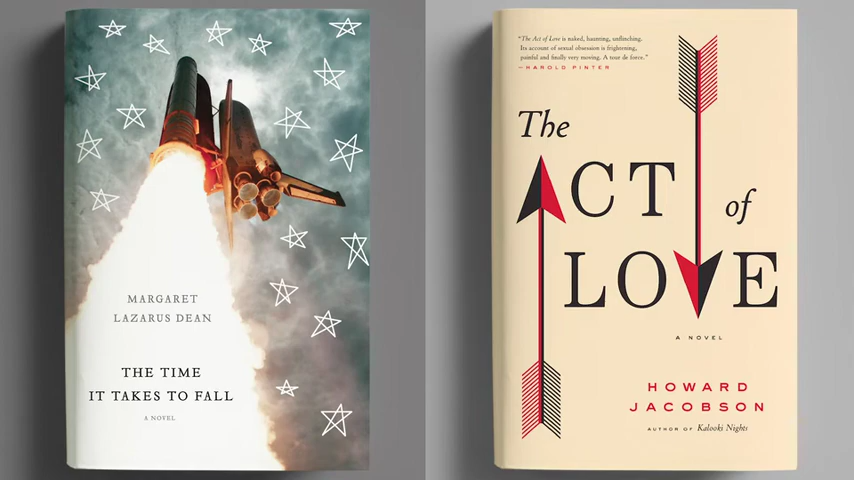 MARGARET
LAZARUS DEAN
THE TIME
IT TAKES TO FALL
A NOVEL
"The Act of Love is naked, haunting, unflinching.
Its account of sexual obsession is frightening,
painful and finally very moving. A tour de force."
—HAROLD PINTER
The
ACT of
LOVE
A NOVEL
HOWARD
JACOBSON
AUTHOR OF Kalooki Nights